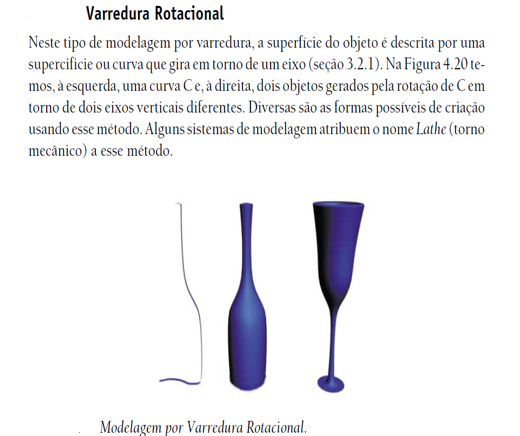 Varredura Rotacional
Neste tipo de modelagem por varredura, a superfície do objeto é descrita por uma
supercificie ou curva que gira em torno de um eixo (seção 3.2.1). Na Figura 4.20 te-
mos, à esquerda, uma curva C e, à direita, dois objetos gerados pela rotação de C em
torno de dois eixos verticais diferentes. Diversas são as formas possíveis de criação
usando esse método. Alguns sistemas de modelagem atribuem o nome Lathe (torno
mecânico) a esse método.
Modelagem por Varredura Rotacional.